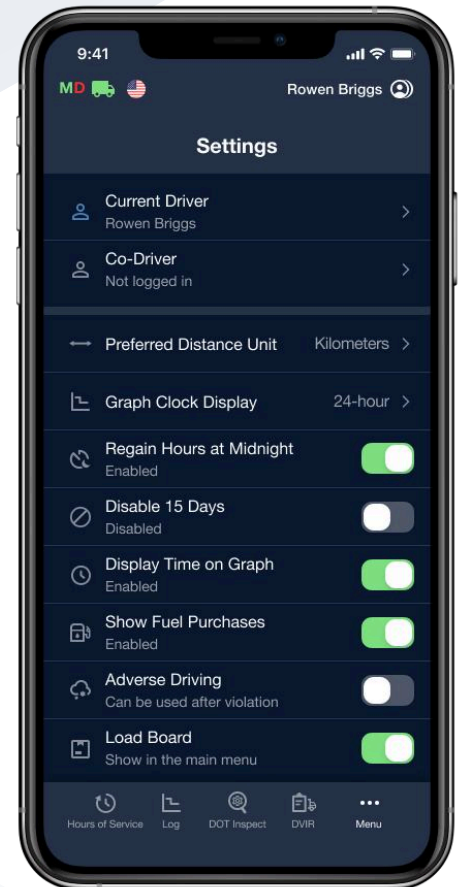 9:41
MD
Rowen Briggs
Settings
Current Driver
Rowen Briggs
Co-Driver
Not logged in
Preferred Distance Unit Kilometers
Graph Clock Display 24-hour
Regain Hours at Midnight
Enabled
Disable 15 Days
Disabled
Display Time on Graph
Enabled
Show Fuel Purchases
Enabled
Adverse Driving
Can be used after violation
Load Board
Show in the main menu
Hours of Service Log DOT Inspect DVIR Menu